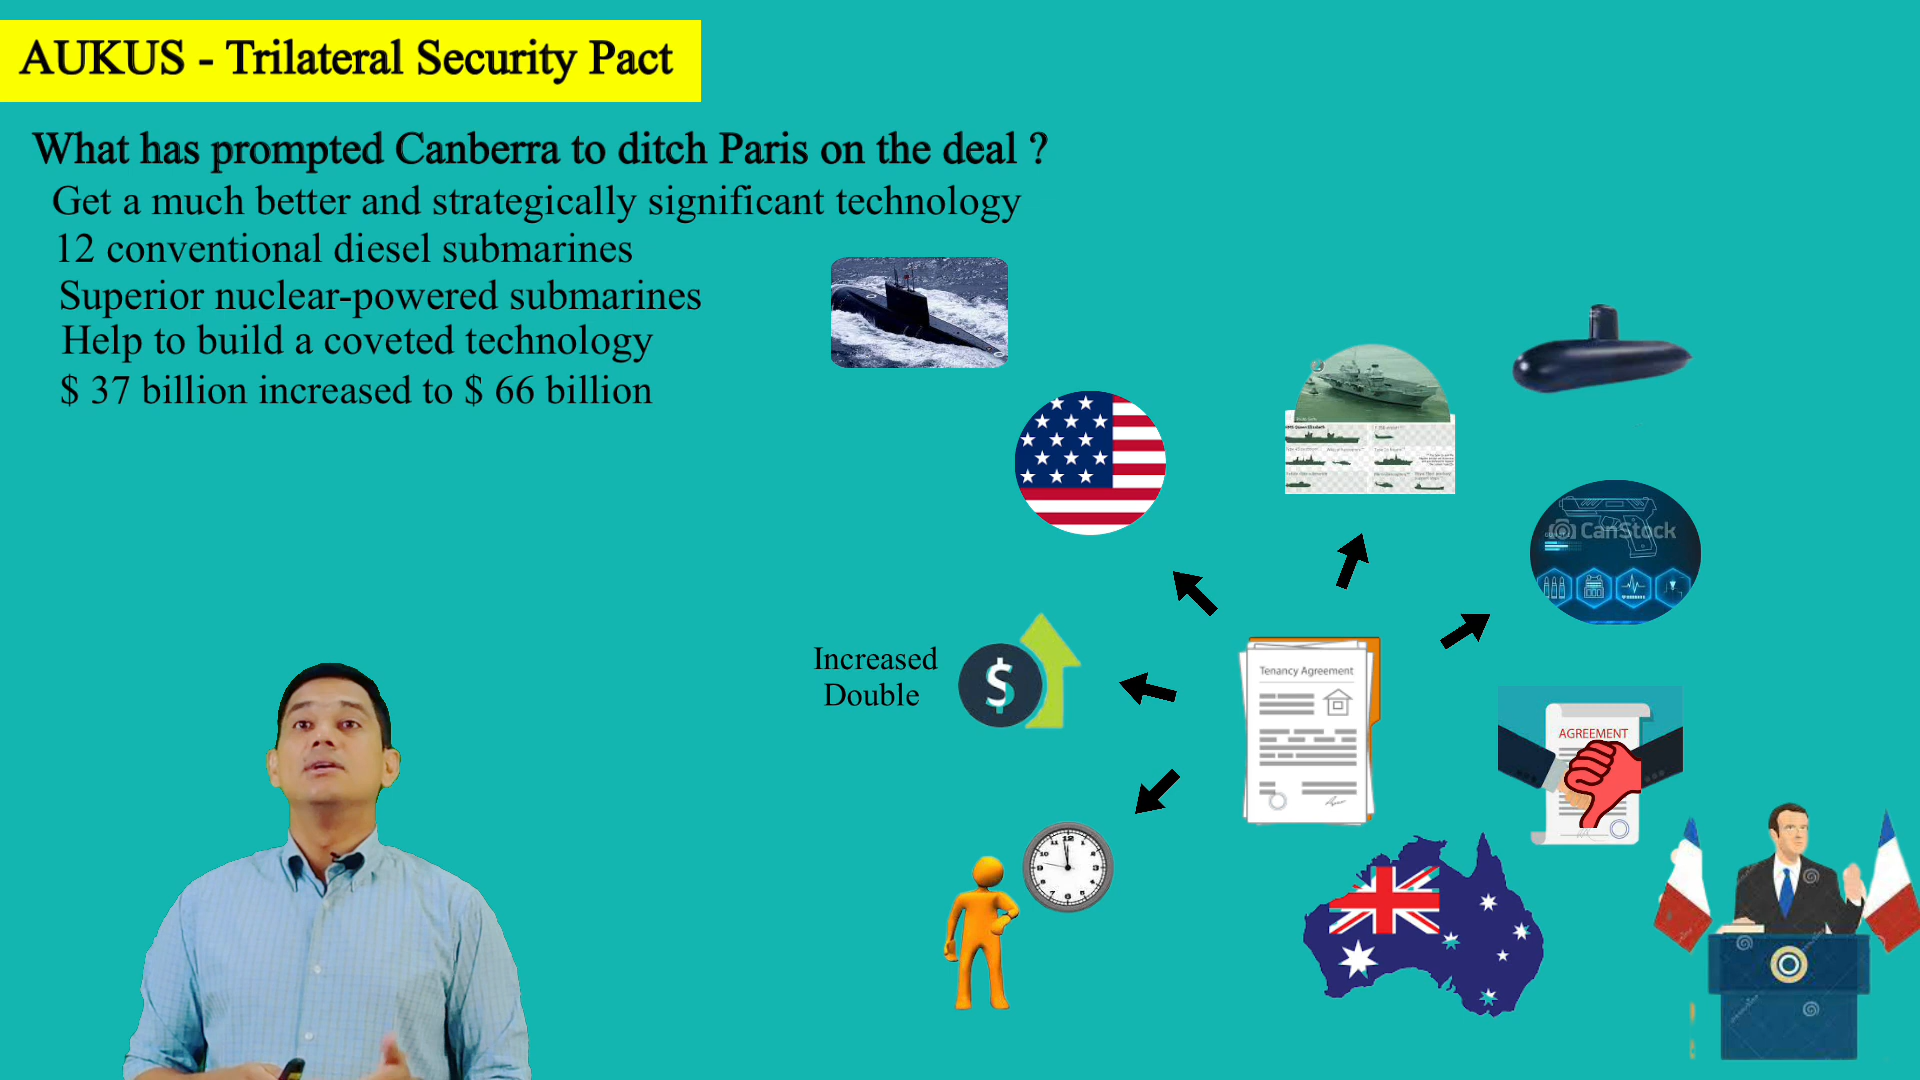 AUKUS - Trilateral Security Pact
What has prompted Canberra to ditch Paris on the deal ?
Get a much better and strategically significant technology
12 conventional diesel submarines
Superior nuclear-powered submarines
Help to build a coveted technology
$ 37 billion increased to $ 66 billion
CanStock
Increased
Double
$
Tenancy Agreement
AGREEMENT